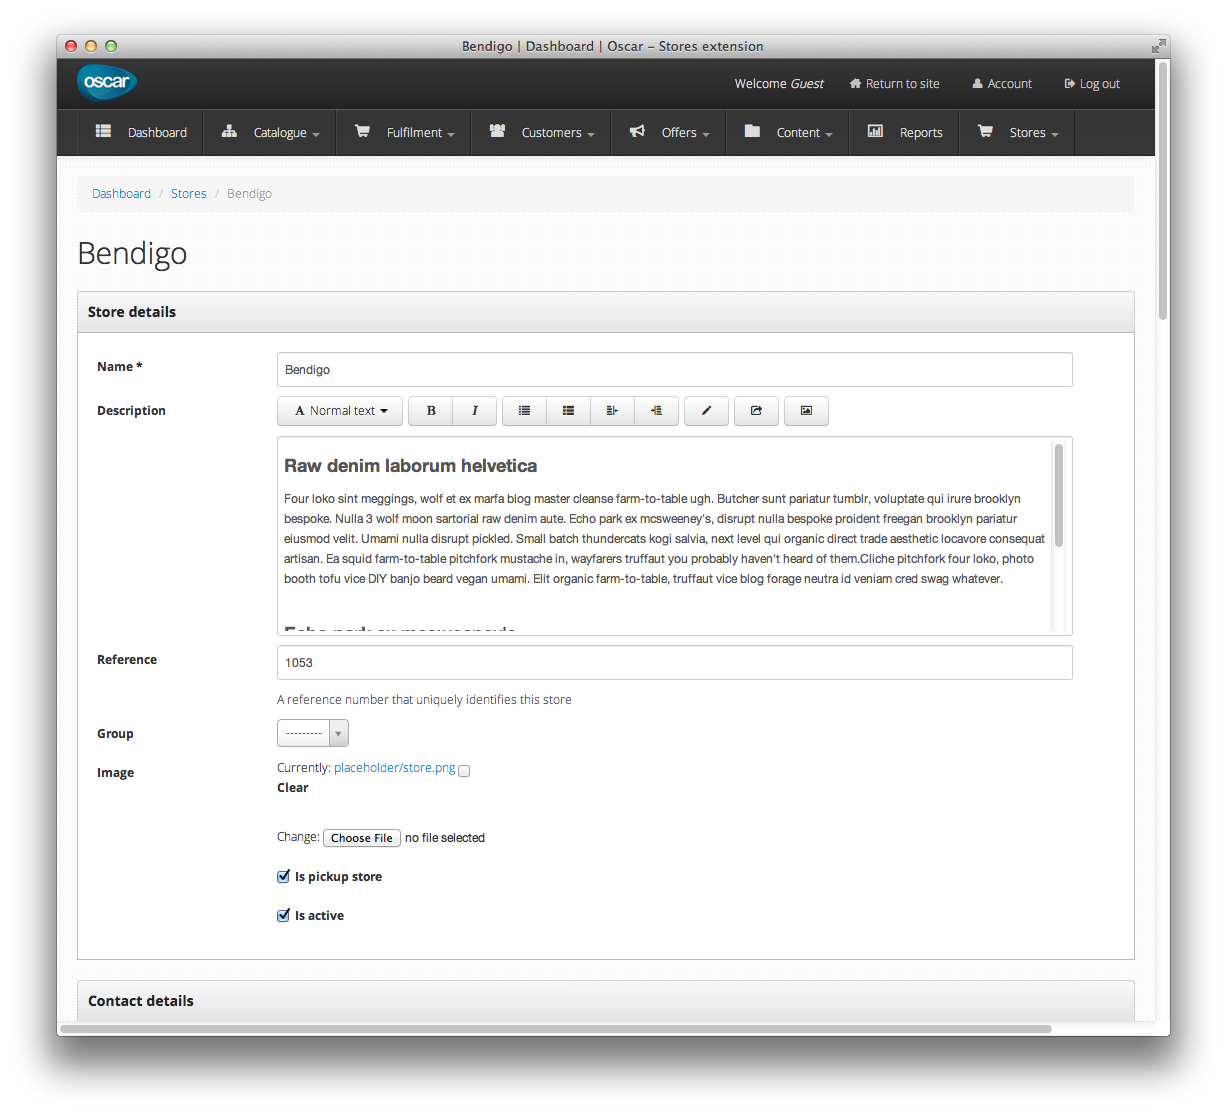 Bendigo | Dashboard | Oscar – Stores extension
oscar
Welcome Guest Return to site Account Log out
Dashboard Catalogue Fulfilment Customers Offers Content Reports Stores
Dashboard / Stores / Bendigo
Bendigo
Store details
Name *
Bendigo
Description
A Normal text B I
Raw denim laborum helvetica
Four loko sint meggings, wolf et ex marfa blog master cleanse farm-to-table ugh. Butcher sunt pariatur tumblr, voluptate qui irure brooklyn
bespoke. Nulla 3 wolf moon sartorial raw denim aute. Echo park ex mcsweeney's, disrupt nulla bespoke proident freegan brooklyn pariatur
eiusmod velit. Umami nulla disrupt pickled. Small batch thundercats kogi salvia, next level qui organic direct trade aesthetic locavore consequat
artisan. Ea squid farm-to-table pitchfork mustache in, wayfarers truffaut you probably haven't heard of them.Cliche pitchfork four loko, photo
booth tofu vice DIY banjo beard vegan umami. Elit organic farm-to-table, truffaut vice blog forage neutra id veniam cred swag whatever.
Echo park ex mcsweeney's
Reference
1053
A reference number that uniquely identifies this store
Group
---------
Image
Currently: placeholder/store.png
Clear
Change: Choose File no file selected
Is pickup store
Is active
Contact details